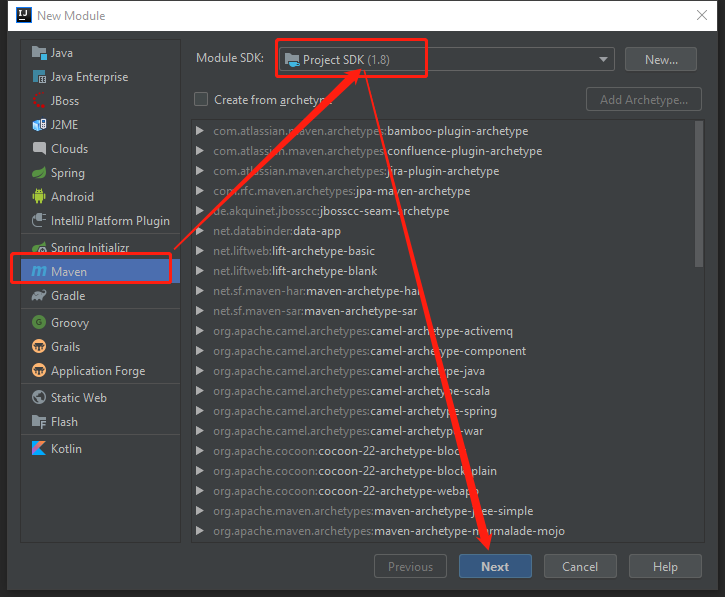 New Module
Java
Java Enterprise
JBoss
J2ME
Clouds
Spring
Android
IntelliJ Platform Plugin
Spring Initializr
Maven
Gradle
Groovy
Grails
Application Forge
Static Web
Flash
Kotlin
Module SDK: Project SDK (1.8) New...
Create from archetype Add Archetype...
com.atlassian.maven.archetypes:bamboo-plugin-archetype
com.atlassian.maven.archetypes:confluence-plugin-archetype
com.atlassian.maven.archetypes:jira-plugin-archetype
com.rfc.maven.archetypes:jpa-maven-archetype
de.akquinet.jbosscc:jbosscc-seam-archetype
net.databinder:data-app
net.liftweb:lift-archetype-basic
net.liftweb:lift-archetype-blank
net.sf.maven-har:maven-archetype-har
net.sf.maven-sar:maven-archetype-sar
org.apache.camel.archetypes:camel-archetype-activemq
org.apache.camel.archetypes:camel-archetype-component
org.apache.camel.archetypes:camel-archetype-java
org.apache.camel.archetypes:camel-archetype-scala
org.apache.camel.archetypes:camel-archetype-spring
org.apache.camel.archetypes:camel-archetype-war
org.apache.cocoon:cocoon-22-archetype-block
org.apache.cocoon:cocoon-22-archetype-block-plain
org.apache.cocoon:cocoon-22-archetype-webapp
org.apache.maven.archetypes:maven-archetype-j2ee-simple
org.apache.maven.archetypes:maven-archetype-marmalade-mojo
Previous Next Cancel Help